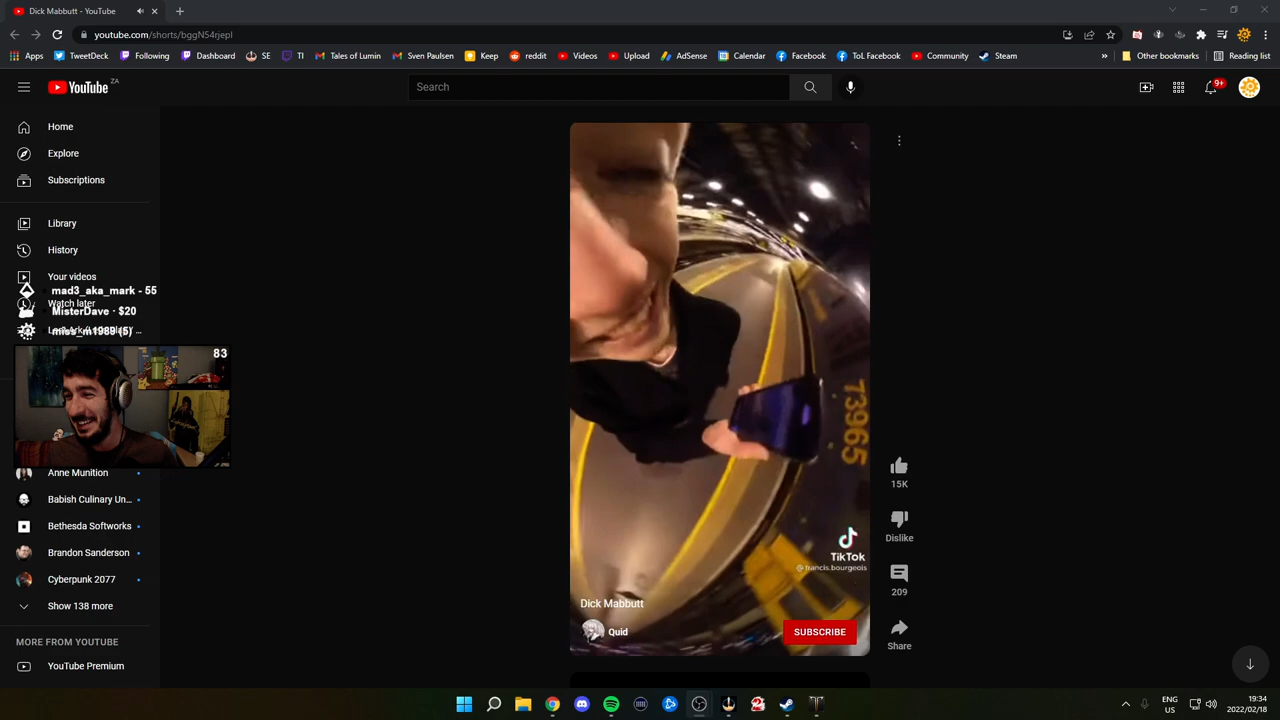 Dick Mabbutt - YouTube
youtube.com/shorts/bggN54rjepI
Apps
TweetDeck
Following
Dashboard
SE
TI
Tales of Lumin
Sven Paulsen
Keep
reddit
Videos
Upload
AdSense
Calendar
Facebook
ToL Facebook
Community
Steam
»
Other bookmarks
Reading list
YouTube ZA
Search
9+
Home
Explore
Subscriptions
Library
History
Your videos
mad3_aka_mark - 55
Watch later
MisterDave · $20
83
Anne Munition
Babish Culinary Un...
Bethesda Softworks
Brandon Sanderson
Cyberpunk 2077
Show 138 more
MORE FROM YOUTUBE
YouTube Premium
73965
TikTok
@francis.bourgeois
Dick Mabbutt
Quid
SUBSCRIBE
15K
Dislike
209
Share
ENG
US
19:34
2022/02/18